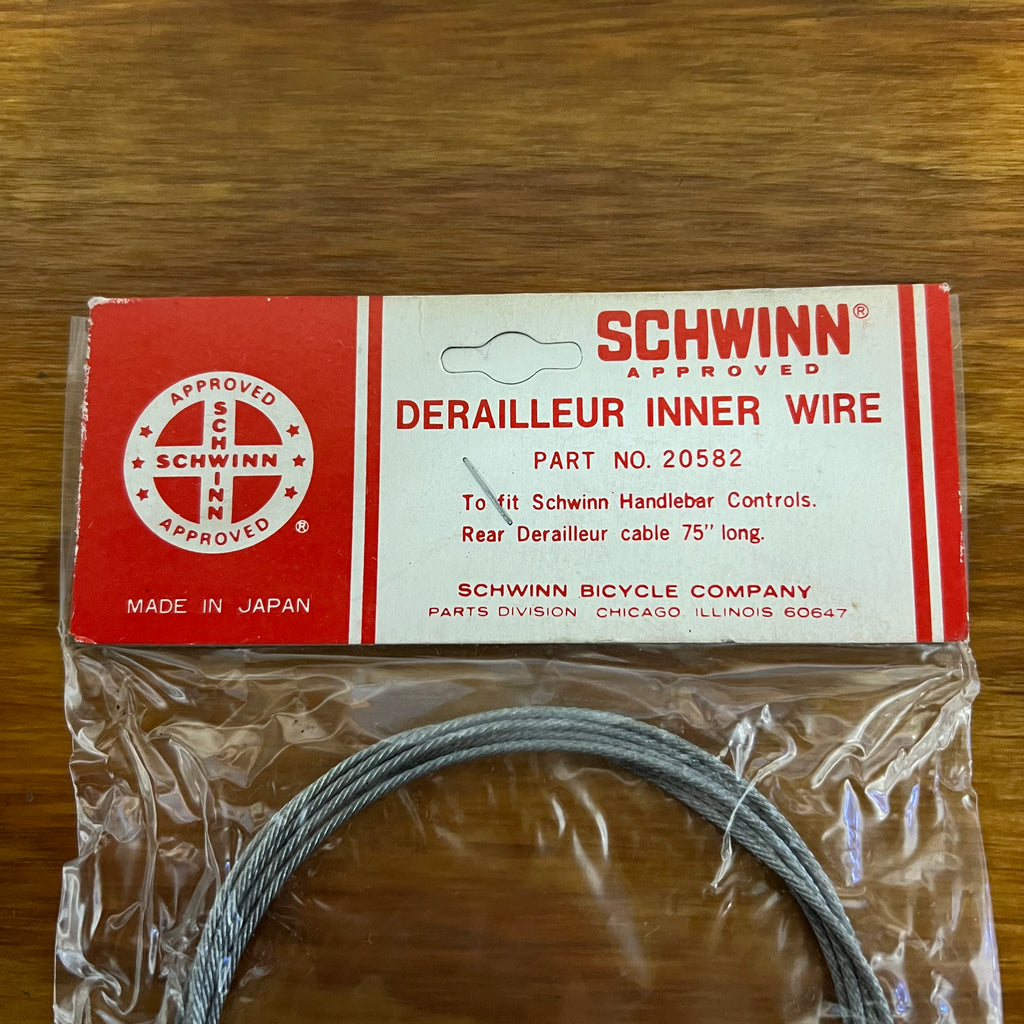 APPROVED
SCHWINN
SCHWINN
APPROVED
®
MADE IN JAPAN
SCHWINN®
APPROVED
DERAILLEUR INNER WIRE
PART NO. 20582
To fit Schwinn Handlebar Controls.
Rear Derailleur cable 75" long.
SCHWINN BICYCLE COMPANY
PARTS DIVISION CHICAGO, ILLINOIS 60647